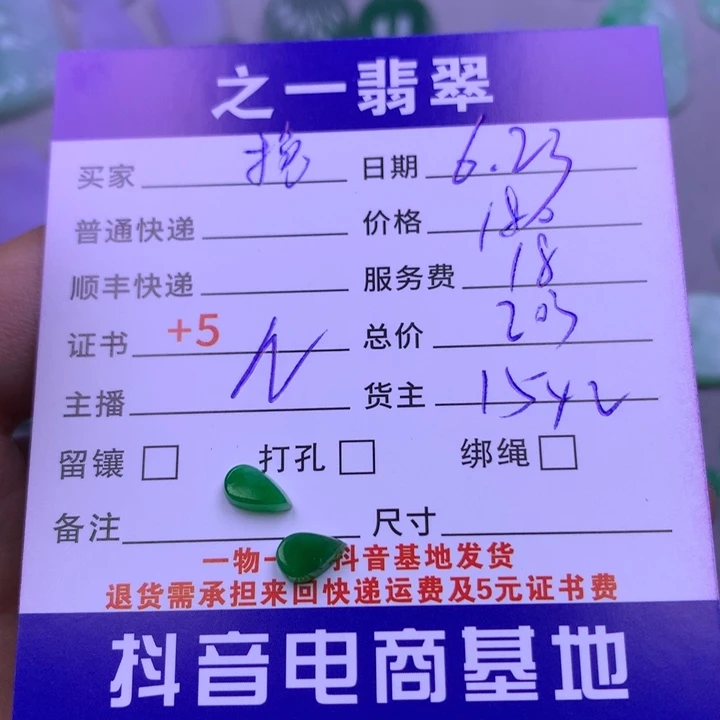 之一翡翠
买家 挽 日期 6.23
普通快递 价格 180
顺丰快递 服务费 18
证书 +5 总价 203
主播 货主 1542
留镶 □ 打孔 □ 绑绳 □
备注 尺寸
一物一 抖音基地发货
退货需承担来回快递运费及5元证书费
抖音电商基地